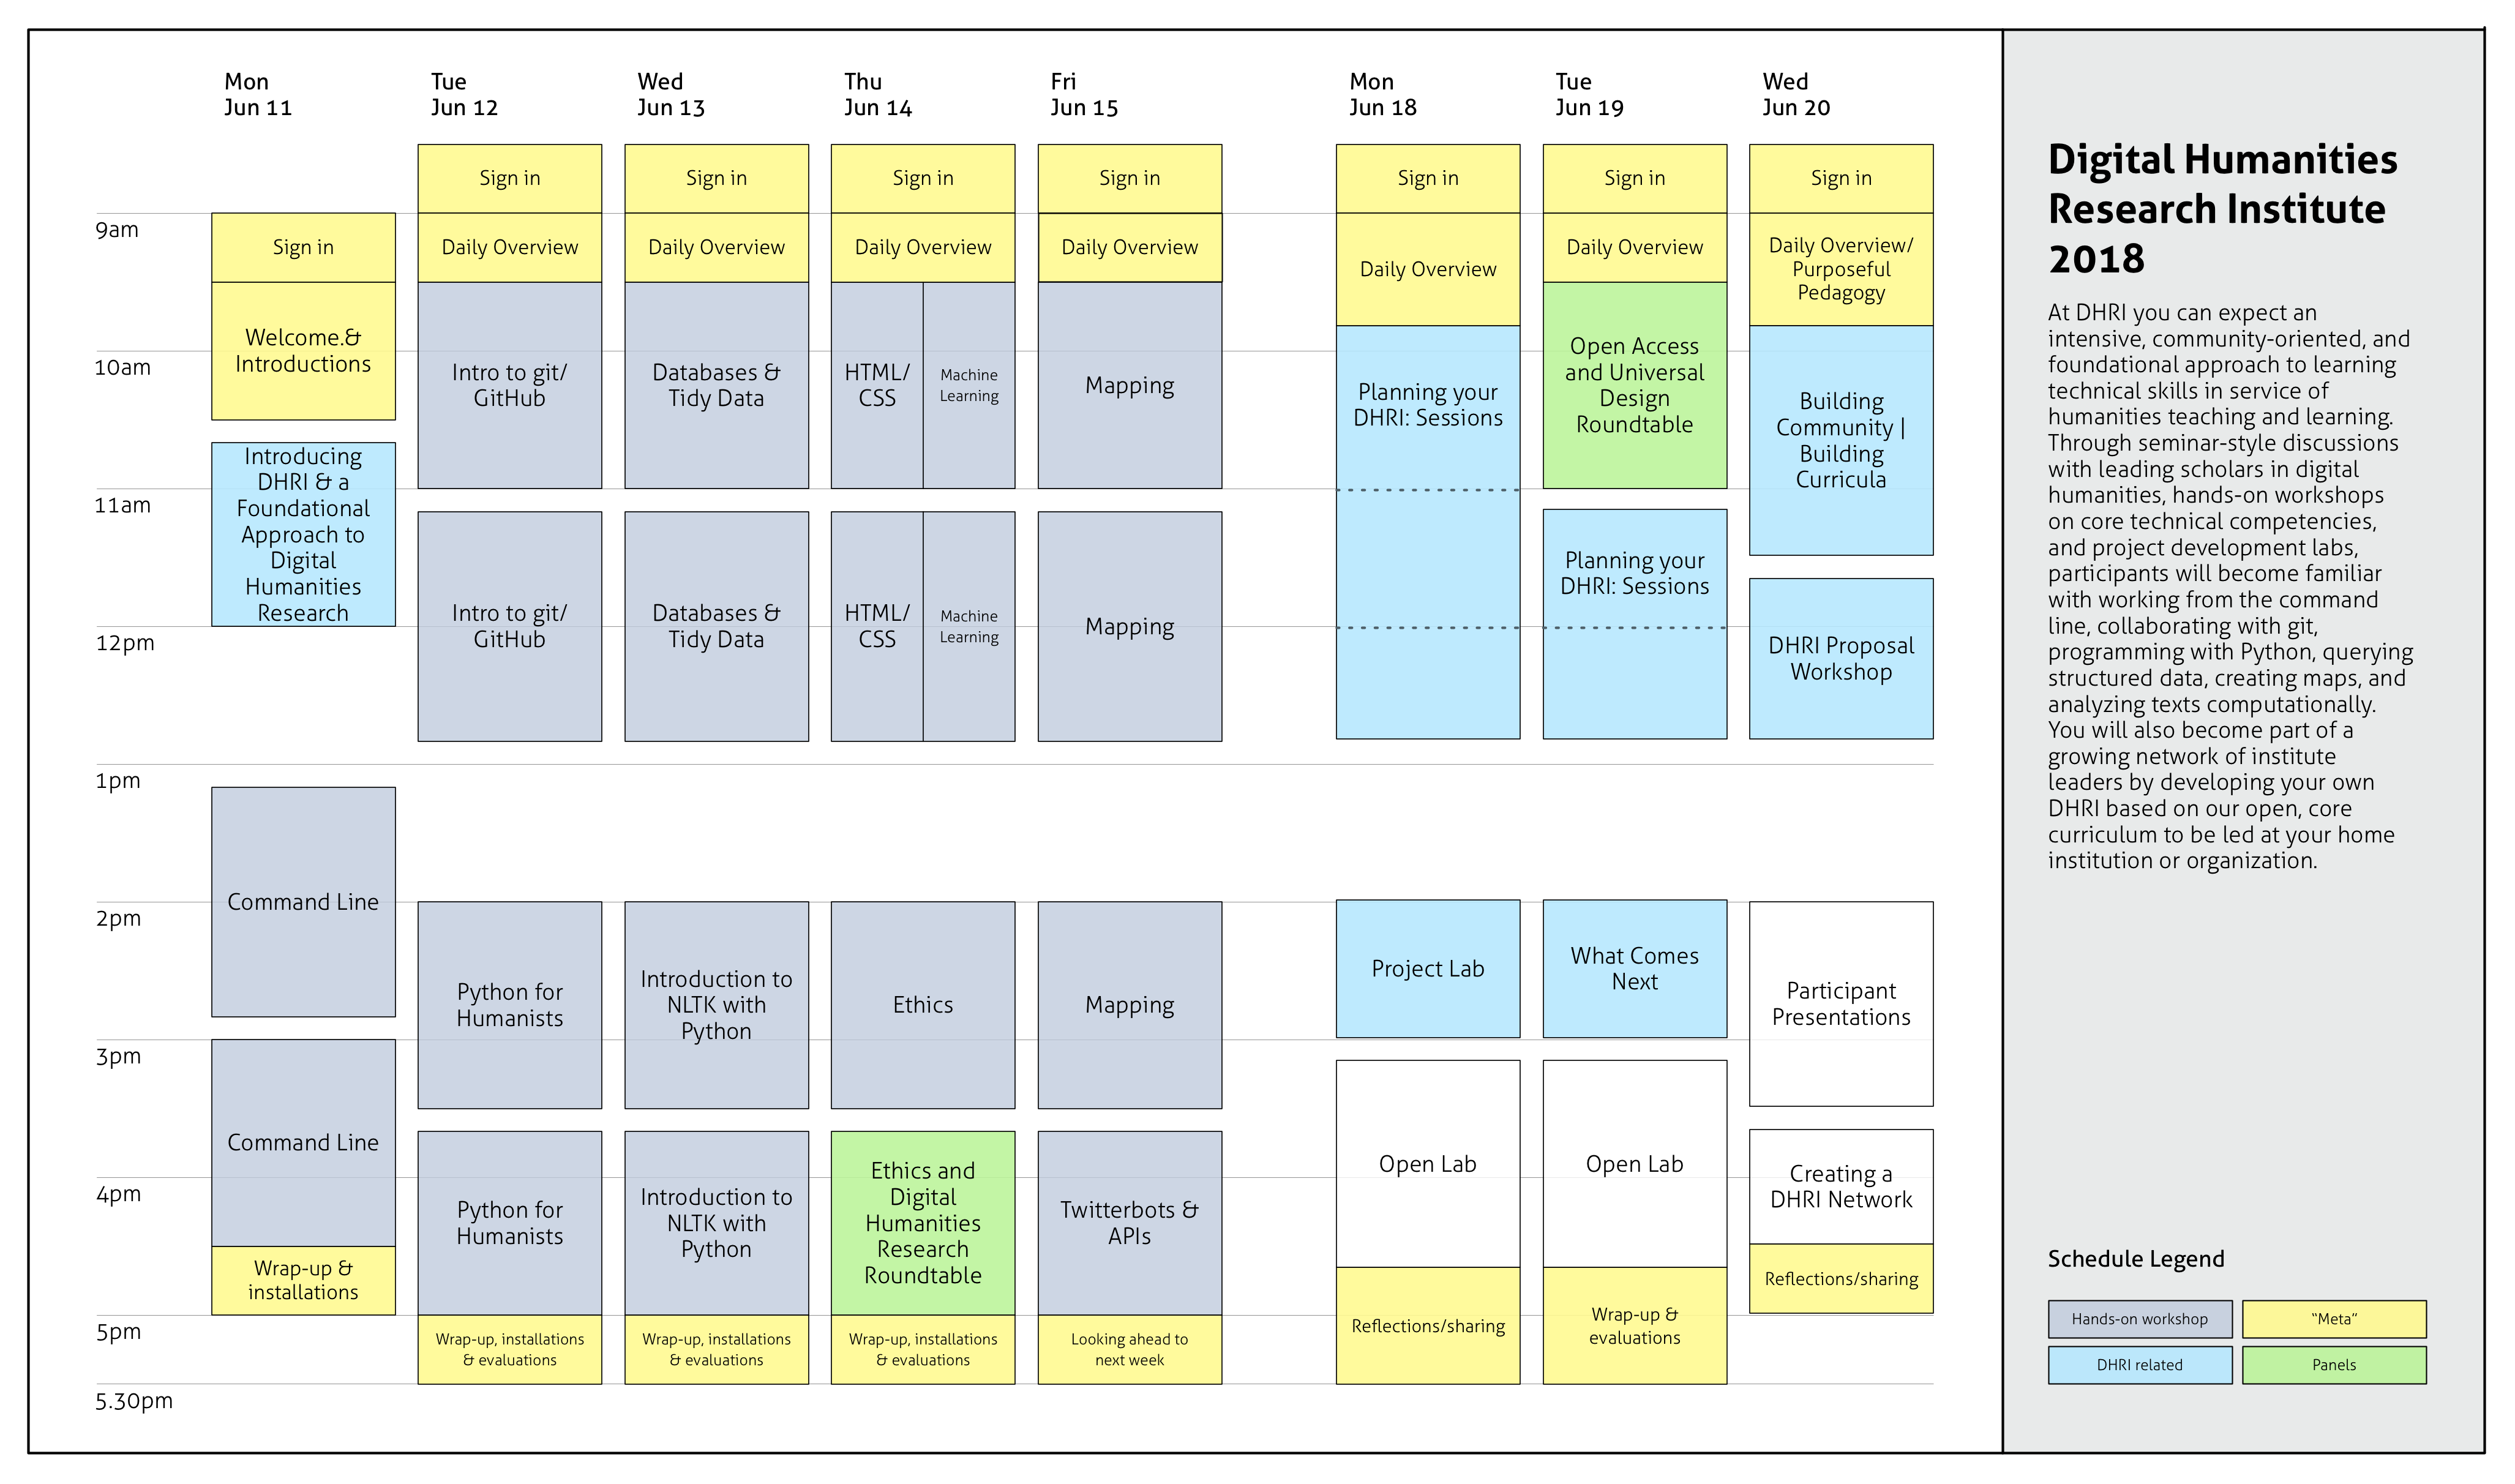 Mon
Jun 11
Tue
Jun 12
Wed
Jun 13
Thu
Jun 14
Fri
Jun 15
Mon
Jun 18
Tue
Jun 19
Wed
Jun 20
9am
10am
11am
12pm
1pm
2pm
3pm
4pm
5pm
5.30pm
Sign in
Welcome.&
Introductions
Introducing
DHRI & a
Foundational
Approach to
Digital
Humanities
Research
Command Line
Command Line
Wrap-up &
installations
Sign in
Daily Overview
Intro to git/
GitHub
Intro to git/
GitHub
Python for
Humanists
Python for
Humanists
Wrap-up, installations
& evaluations
Sign in
Daily Overview
Databases &
Tidy Data
Databases &
Tidy Data
Introduction to
NLTK with
Python
Introduction to
NLTK with
Python
Wrap-up, installations
& evaluations
Sign in
Daily Overview
HTML/
CSS
Machine
Learning
HTML/
CSS
Machine
Learning
Ethics
Ethics and
Digital
Humanities
Research
Roundtable
Wrap-up, installations
& evaluations
Sign in
Daily Overview
Mapping
Mapping
Mapping
Twitterbots &
APIs
Looking ahead to
next week
Sign in
Daily Overview
Planning your
DHRI: Sessions
Project Lab
Open Lab
Reflections/sharing
Sign in
Daily Overview
Open Access
and Universal
Design
Roundtable
Planning your
DHRI: Sessions
What Comes
Next
Open Lab
Wrap-up &
evaluations
Sign in
Daily Overview/
Purposeful
Pedagogy
Building
Community |
Building
Curricula
DHRI Proposal
Workshop
Participant
Presentations
Creating a
DHRI Network
Reflections/sharing
Digital Humanities
Research Institute
2018
At DHRI you can expect an
intensive, community-oriented, and
foundational approach to learning
technical skills in service of
humanities teaching and learning.
Through seminar-style discussions
with leading scholars in digital
humanities, hands-on workshops
on core technical competencies,
and project development labs,
participants will become familiar
with working from the command
line, collaborating with git,
programming with Python, querying
structured data, creating maps, and
analyzing texts computationally.
You will also become part of a
growing network of institute
leaders by developing your own
DHRI based on our open, core
curriculum to be led at your home
institution or organization.
Schedule Legend
Hands-on workshop
“Meta”
DHRI related
Panels